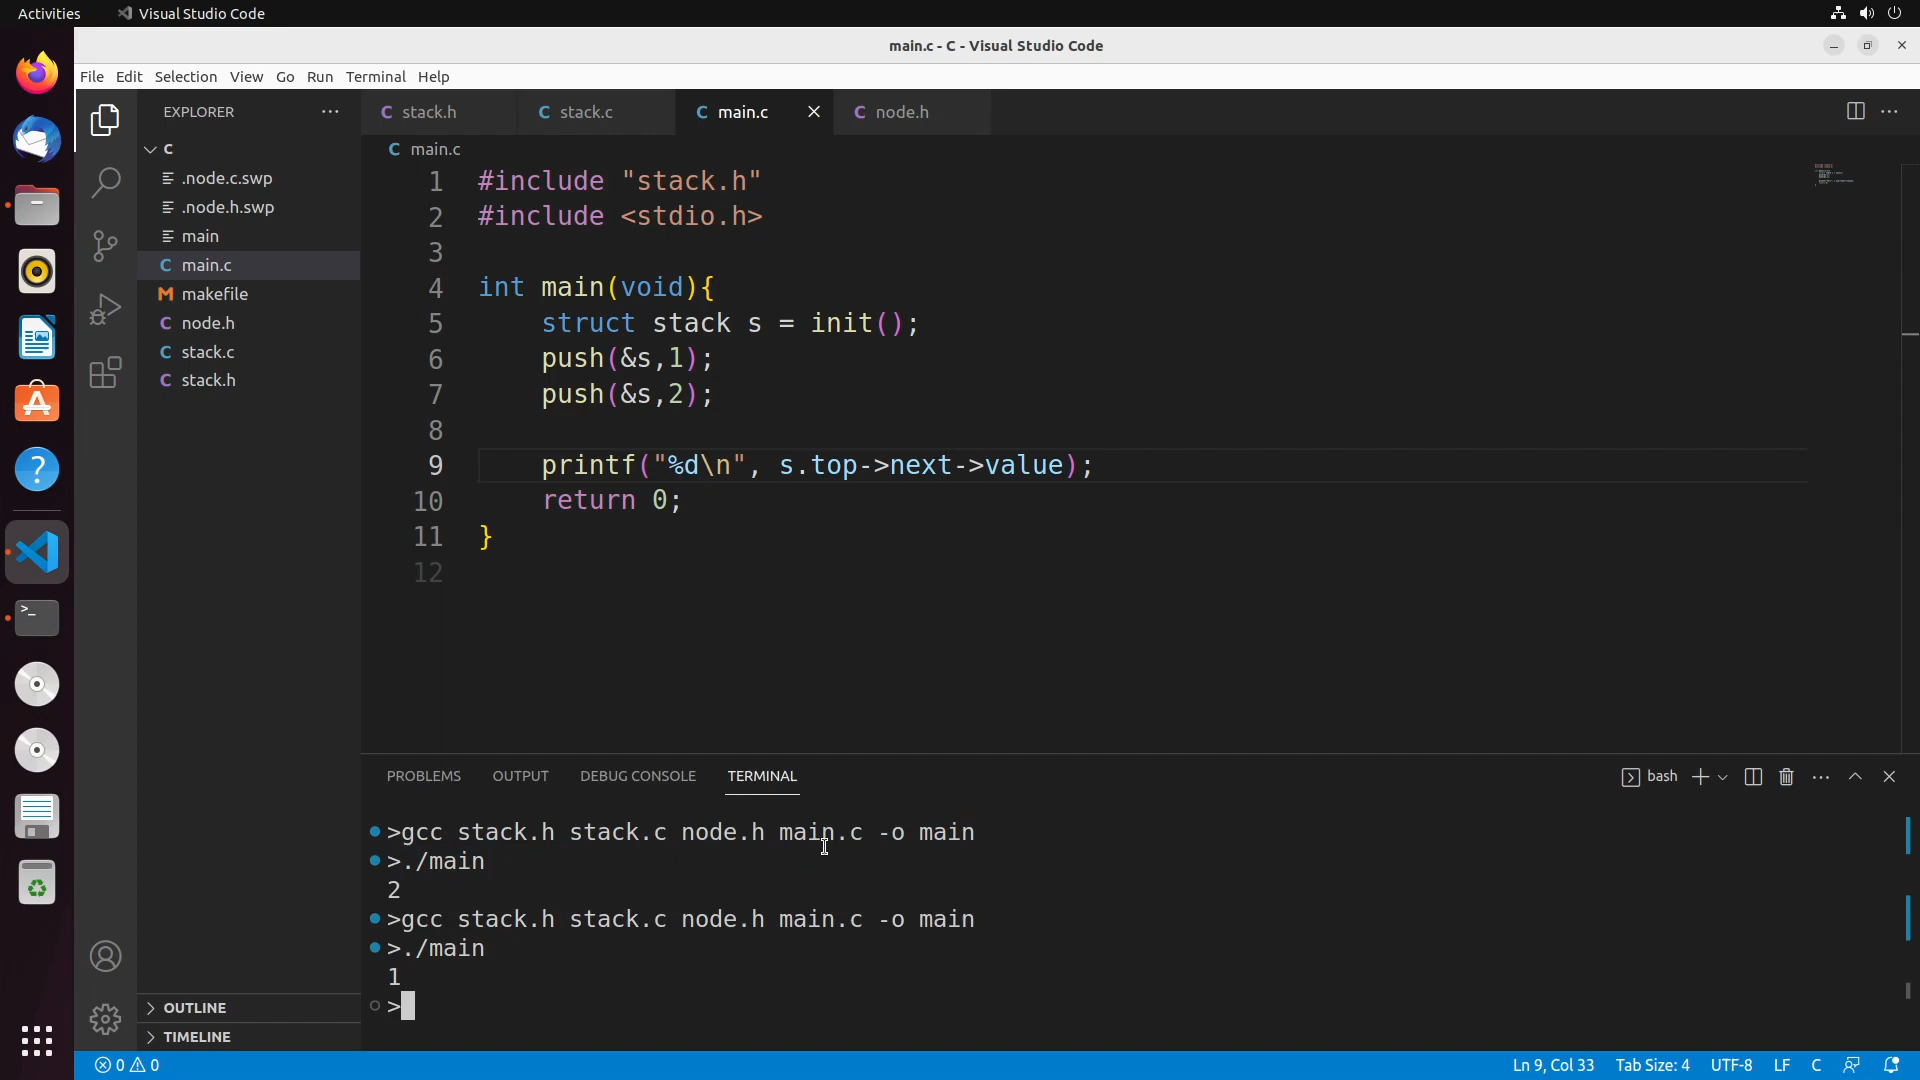 Activities Visual Studio Code
main.c - C - Visual Studio Code
File Edit Selection View Go Run Terminal Help
EXPLORER
C
.node.c.swp
.node.h.swp
main
main.c
makefile
node.h
stack.c
stack.h
OUTLINE
TIMELINE
stack.h stack.c main.c node.h
main.c
1 #include "stack.h"
2 #include <stdio.h>
3
4 int main(void){
5 struct stack s = init();
6 push(&s,1);
7 push(&s,2);
8
9 printf("%d\n", s.top->next->value);
10 return 0;
11 }
12
PROBLEMS OUTPUT DEBUG CONSOLE TERMINAL
bash
>gcc stack.h stack.c node.h main.c -o main
>./main
2
>gcc stack.h stack.c node.h main.c -o main
>./main
1
>
0 0 Ln 9, Col 33 Tab Size: 4 UTF-8 LF C